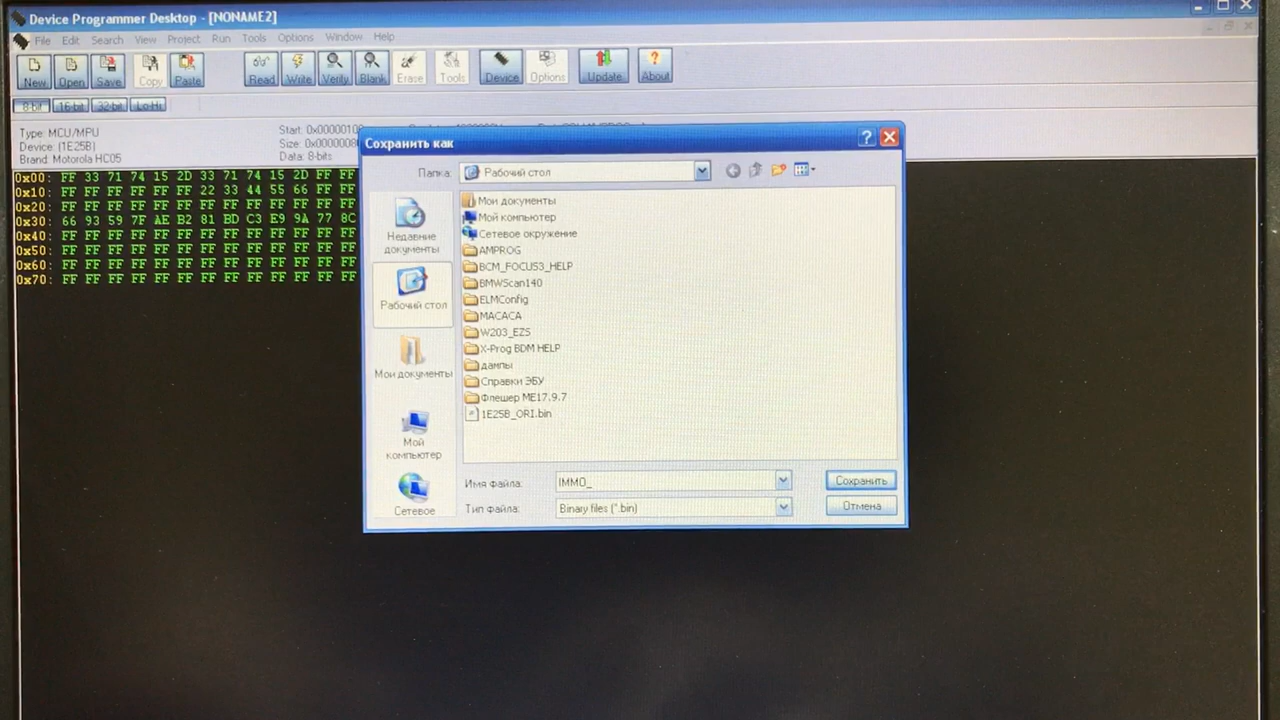 Device Programmer Desktop - [NONAME2]
File Edit Search View Project Run Tools Options Window Help
New Open Save Copy Paste Read Write Verify Blank Erase Tools Device Options Update About
8-bit 16-bit 32-bit Lo-Hi
Type: MCU/MPU
Device: (1E25B)
Brand: Motorola HC05
Start: 0x00000100
Size: 0x0000008
Data: 8-bits
0x00: FF 33 71 74 15 2D 33 71 74 15 2D FF FF
0x10: FF FF FF FF FF FF 22 33 44 55 66 FF FF
0x20: FF FF FF FF FF FF FF FF FF FF FF FF FF
0x30: 66 93 59 7F AE B2 81 BD C3 E9 9A 77 8C
0x40: FF FF FF FF FF FF FF FF FF FF FF FF FF
0x50: FF FF FF FF FF FF FF FF FF FF FF FF FF
0x60: FF FF FF FF FF FF FF FF FF FF FF FF FF
0x70: FF FF FF FF FF FF FF FF FF FF FF FF FF
Сохранить как
Папка: Рабочий стол
Недавние
документы
Рабочий стол
Мои документы
Мой
компьютер
Сетевое
Мои документы
Мой компьютер
Сетевое окружение
AMPROG
BCM_FOCUS3_HELP
BMWScan140
ELMConfig
MACACA
W203_EZS
X-Prog BDM HELP
дампы
Справки ЭБУ
Флешер ME17.9.7
1E25B_ORI.bin
Имя файла: IMMO_ Сохранить
Тип файла: Binary files (*.bin) Отмена